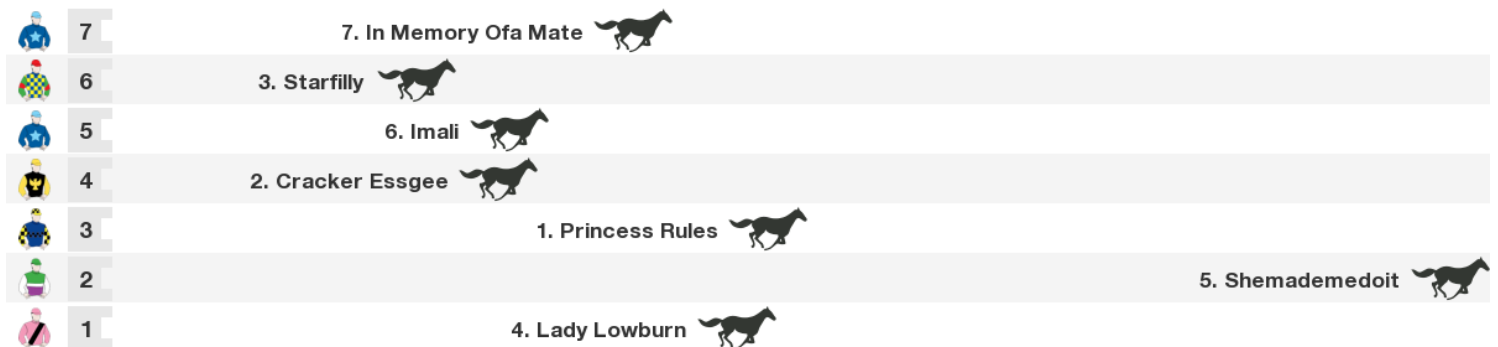 7 7. In Memory Ofa Mate
6 3. Starfilly
5 6. Imali
4 2. Cracker Essgee
3 1. Princess Rules
2 5. Shemademedoit
1 4. Lady Lowburn